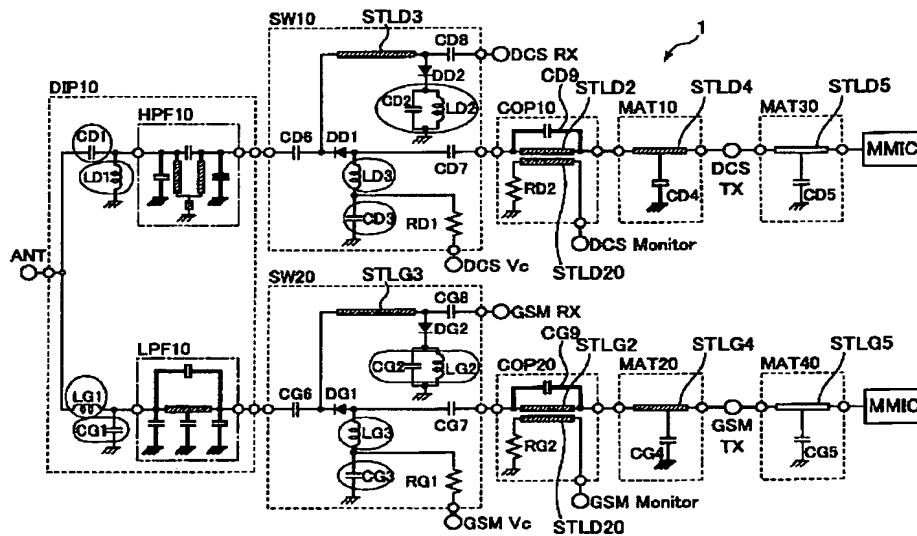 STLD3
SW10
CD8
DCS RX
1
DD2
CD9
STLD2
DIP10
CD2
LD2
COP10
MAT10
STLD4
MAT30
STLD5
HPF10
CD1
CD6
DD1
CD7
MMIC
LD1
LD3
RD2
CD4
DCS
TX
CD5
CD3
RD1
DCS Monitor
ANT
DCS Vc
STLD20
SW20
STLG3
CG8
GSM RX
DG2
CG9
STLG2
LPF10
CG2
LG2
COP20
MAT20
STLG4
MAT40
STLG5
LG1
CG6
DG1
CG7
MMIC
CG1
LG3
RG2
CG4
GSM
TX
CG5
CG3
RG1
GSM Monitor
GSM Vc
STLD20